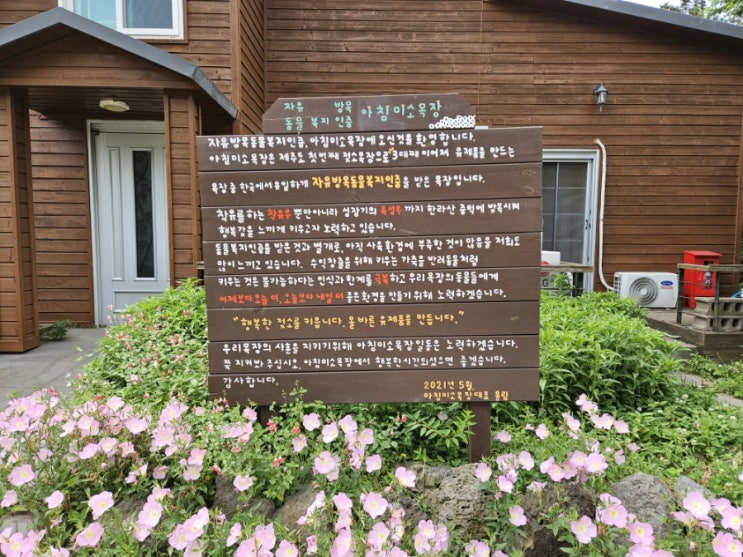 자유 방목
동물 복지 인증 아침미소목장
자유방목동물복지인증, 아침미소목장에 오신것을 환영합니다.
아침미소목장은 제주도 첫번째 젖소목장으로 3대째 이어져 유제품을 만드는
목장 중 한국에서 유일하게 자유방목동물복지인증을 받은 목장입니다.
착유를 하는 착유우 뿐만아니라 성장기의 육성우 까지 한라산 중턱에 방목시켜
행복감을 느끼게 키우고자 노력하고 있습니다.
동물복지인증을 받은것과 별개로, 아직 사육환경에 부족한 것이 많음을 저희도
많이 느끼고 있습니다. 수익창출을 위해 키우는 가축을 반려동물처럼
키우는 것은 불가능하다는 인식과 한계를 극복하고 우리목장의 동물들에게
어제보다 오늘 더, 오늘보다 내일 더 좋은환경을 만들기 위해 노력하겠습니다.
"행복한 젖소를 키웁니다. 올바른 유제품을 만듭니다."
우리목장의 사훈을 지키기위해 아침미소목장 일동은 노력하겠습니다.
꼭 지켜봐 주십시오. 아침미소목장에서 행복한시간되셨으면 좋겠습니다.
감사합니다.
2021년 5월
아침미소목장대표 올림